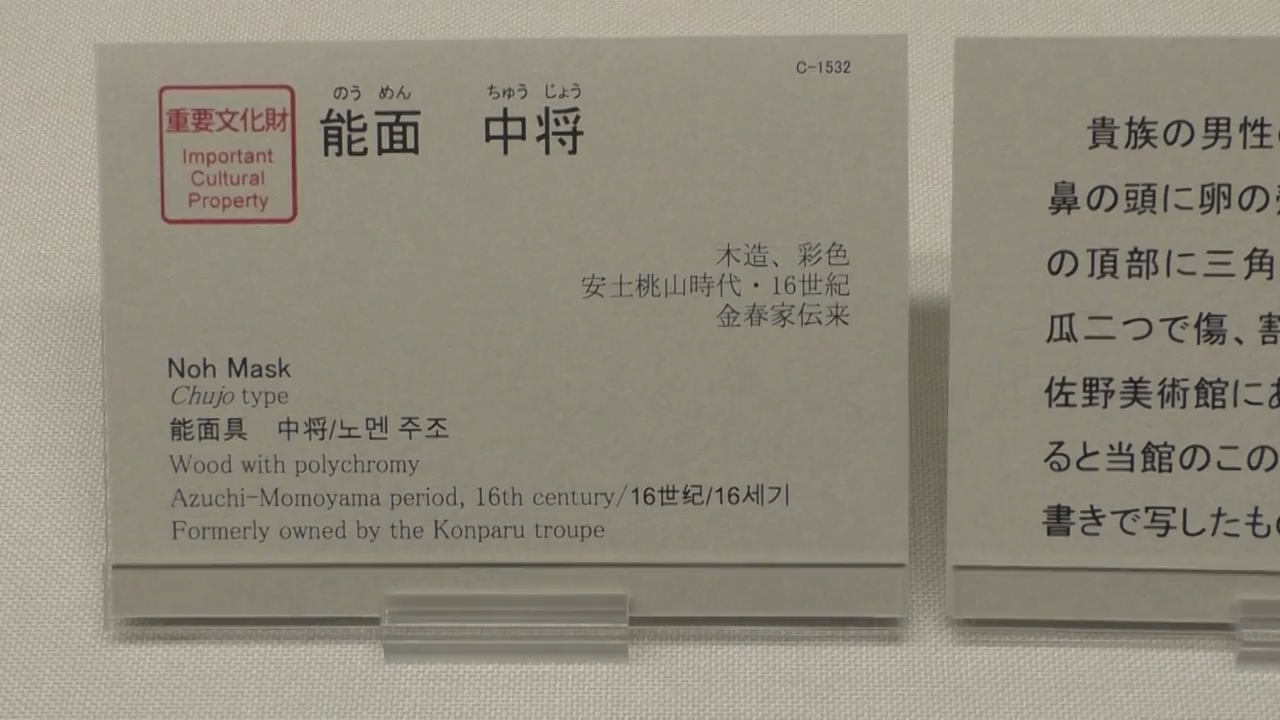 C-1532
重要文化財
Important
Cultural
Property
のう めん ちゅう じょう
能面 中将
木造、彩色
安土桃山時代・16世紀
金春家伝来
Noh Mask
Chujo type
能面具 中将/노멘 주조
Wood with polychromy
Azuchi-Momoyama period, 16th century/16世纪/16세기
Formerly owned by the Konparu troupe
貴族の男性
鼻の頭に卵の
の頂部に三角
瓜二つで傷、割
佐野美術館に
ると当館のこの
書きで写したも